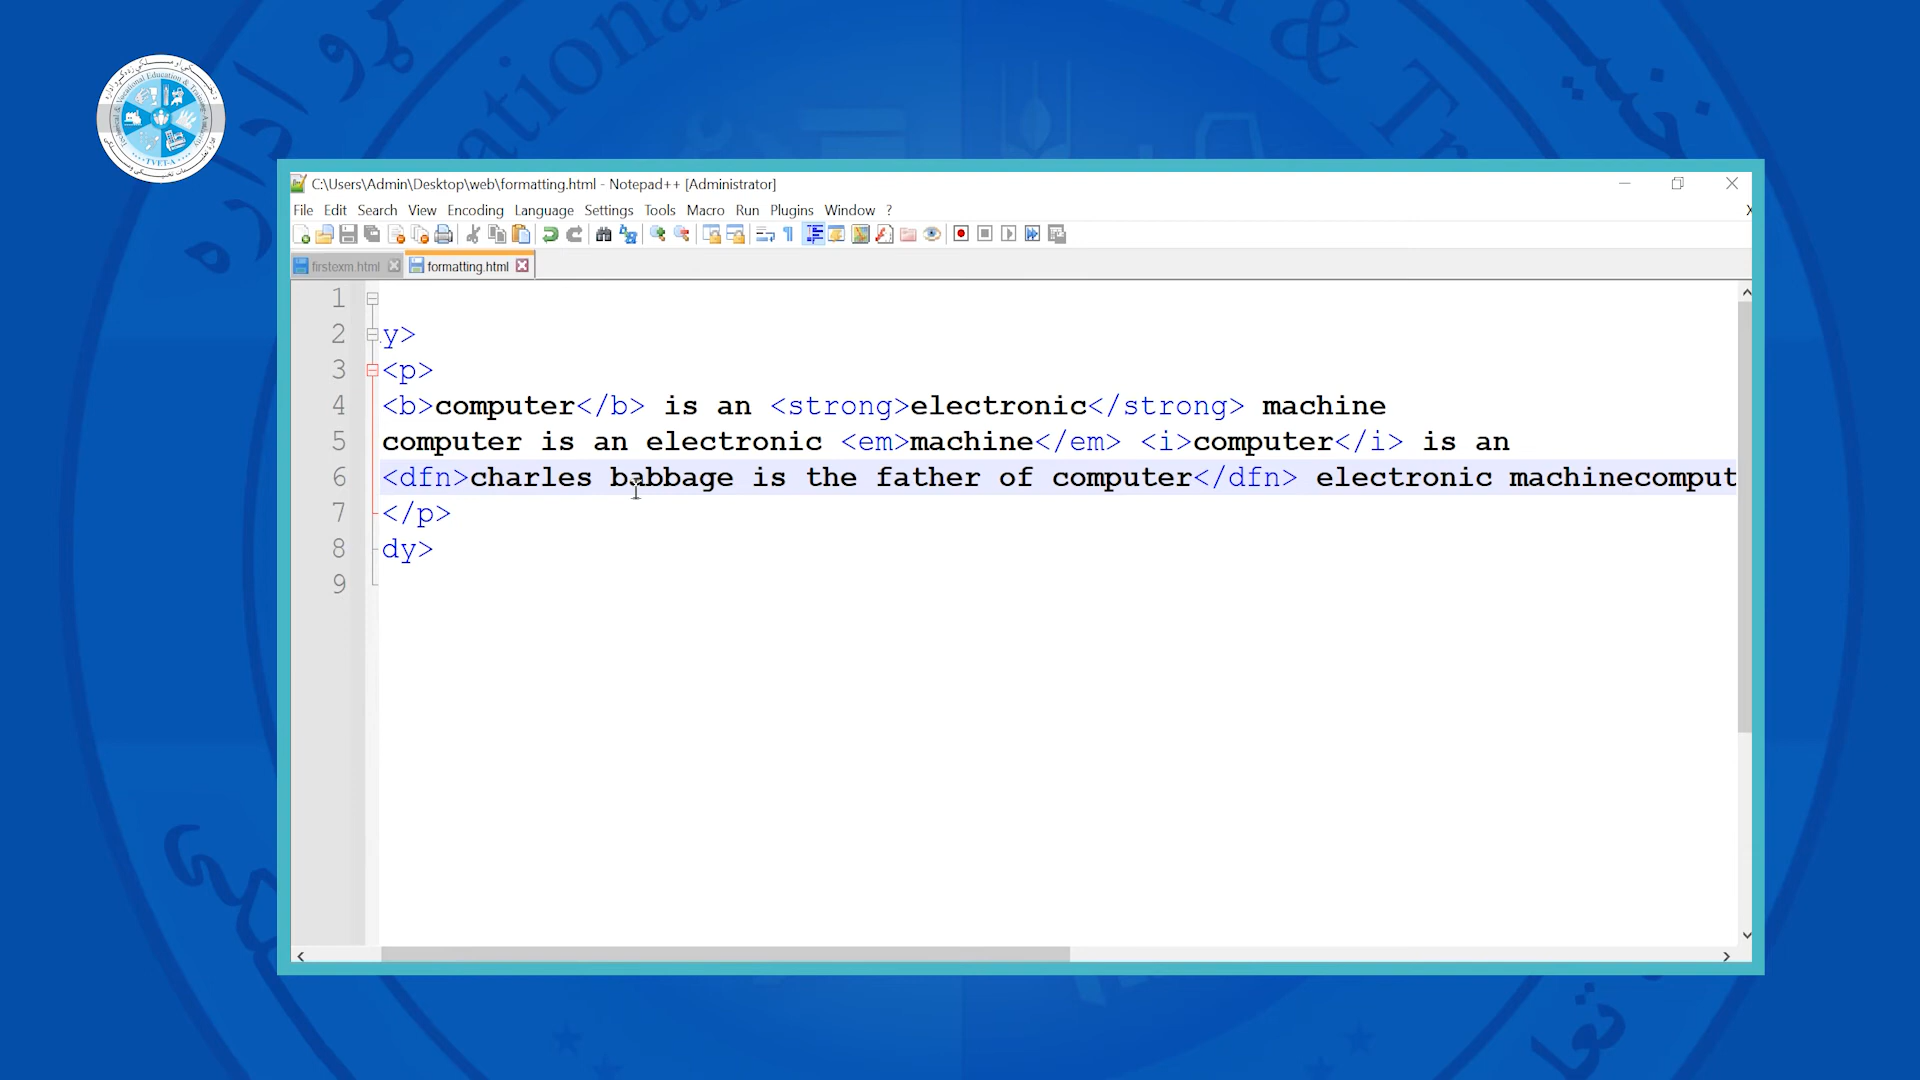 C:\Users\Admin\Desktop\web\formatting.html - Notepad++ [Administrator]
File Edit Search View Encoding Language Settings Tools Macro Run Plugins Window ?
firstexm.html formatting.html
1
2 y>
3 <p>
4 <b>computer</b> is an <strong>electronic</strong> machine
5 computer is an electronic <em>machine</em> <i>computer</i> is an
6 <dfn>charles babbage is the father of computer</dfn> electronic machinecomput
7 </p>
8 dy>
9
TVET-A